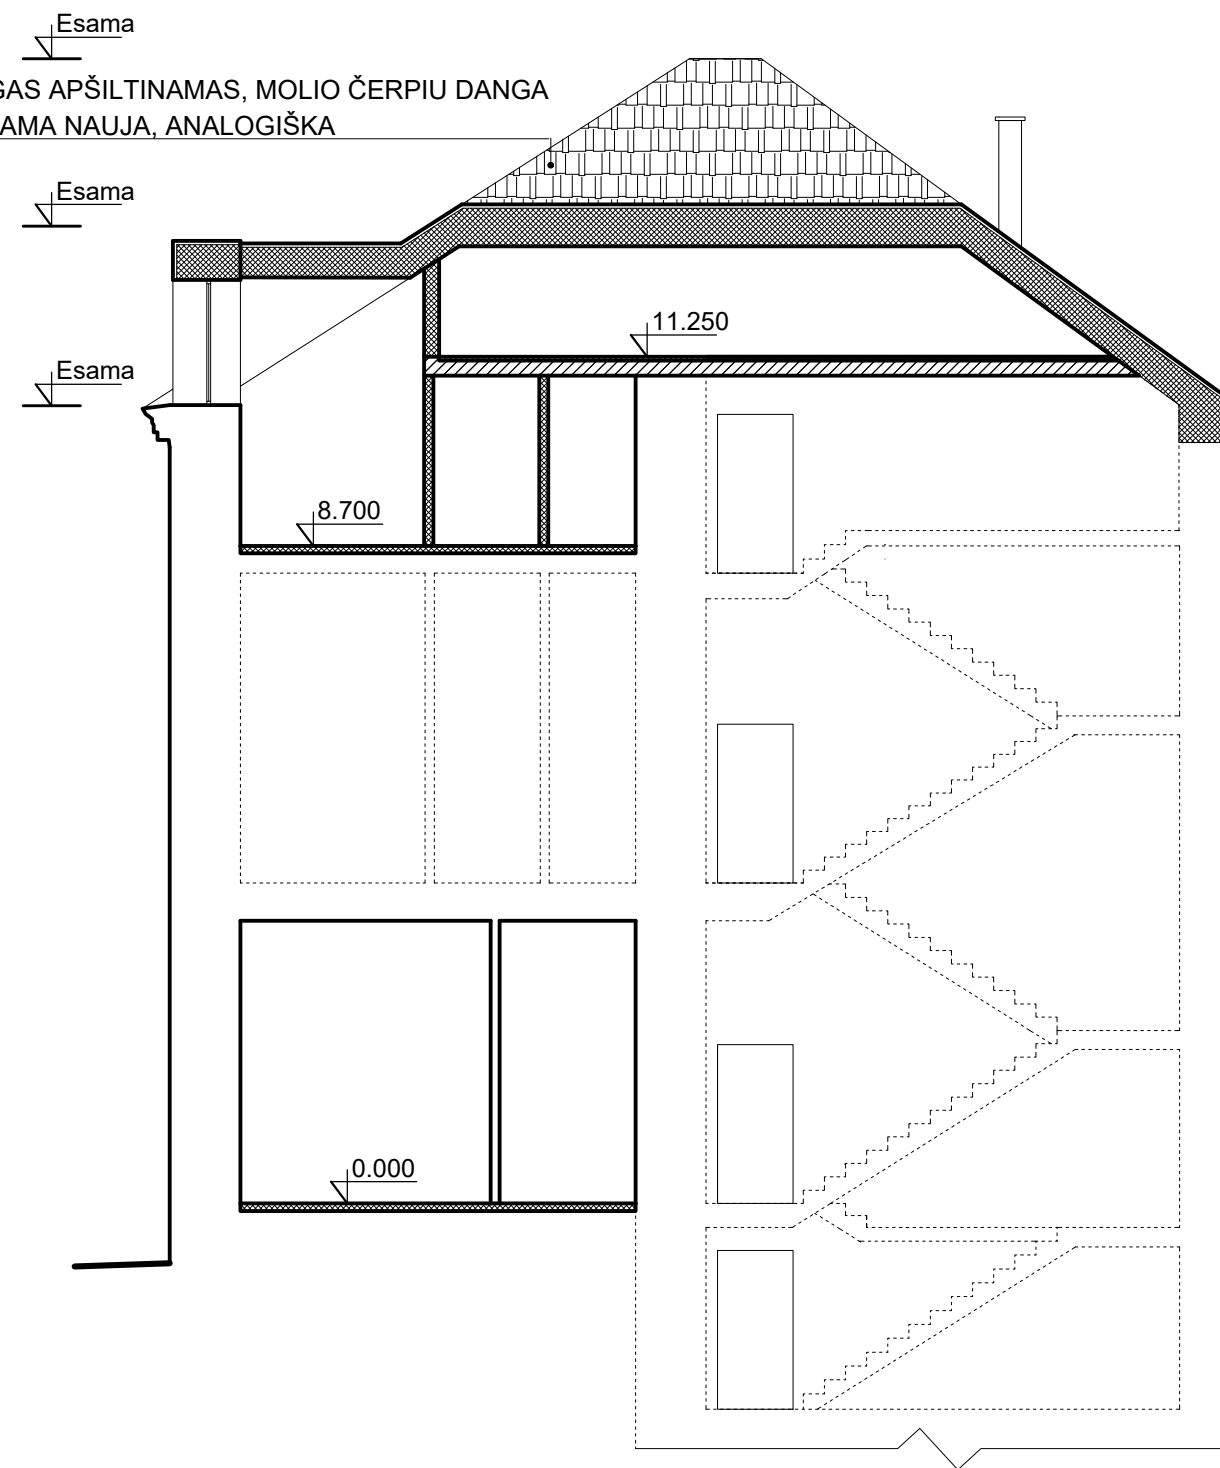 Esama
GAS APŠILTINAMAS, MOLIO ČERPIU DANGA
AMA NAUJA, ANALOGIŠKA
Esama
11.250
Esama
8.700
0.000